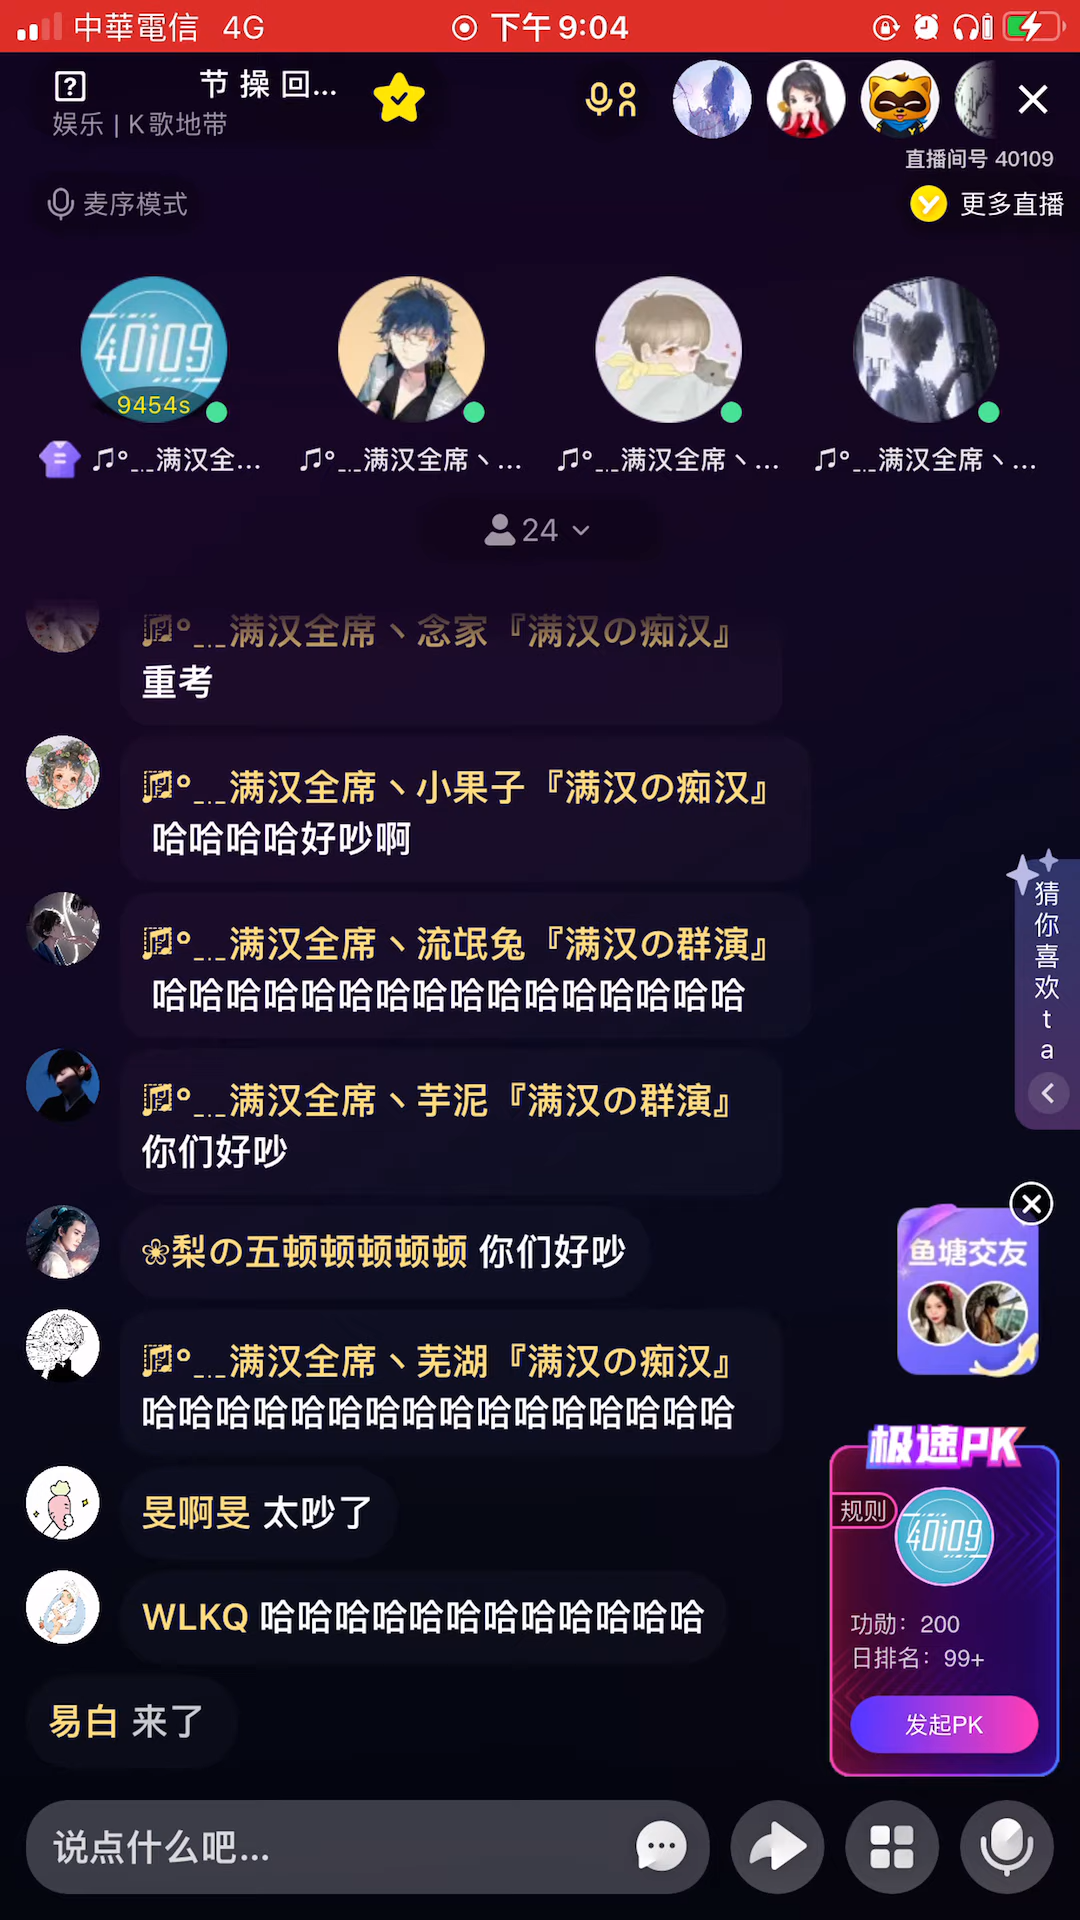 中華電信 4G 下午 9:04
节 操 回...
娱乐 | K歌地带
直播间号 40109
麦序模式
更多直播
40109
9454s
♫°_._满汉全...
♫°_._满汉全席丶...
♫°_._满汉全席丶...
♫°_._满汉全席丶...
24
°_._满汉全席丶念家『满汉の痴汉』
重考
°_._满汉全席丶小果子『满汉の痴汉』
哈哈哈哈好吵啊
°_._满汉全席丶流氓兔『满汉の群演』
哈哈哈哈哈哈哈哈哈哈哈哈哈哈哈哈
°_._满汉全席丶芋泥『满汉の群演』
你们好吵
❀梨の五顿顿顿顿顿 你们好吵
°_._满汉全席丶芜湖『满汉の痴汉』
哈哈哈哈哈哈哈哈哈哈哈哈哈哈哈哈
旻啊旻 太吵了
WLKQ 哈哈哈哈哈哈哈哈哈哈哈哈
易白 来了
猜你喜欢ta
鱼塘交友
极速PK
规则
40109
功勋：200
日排名：99+
发起PK
说点什么吧...